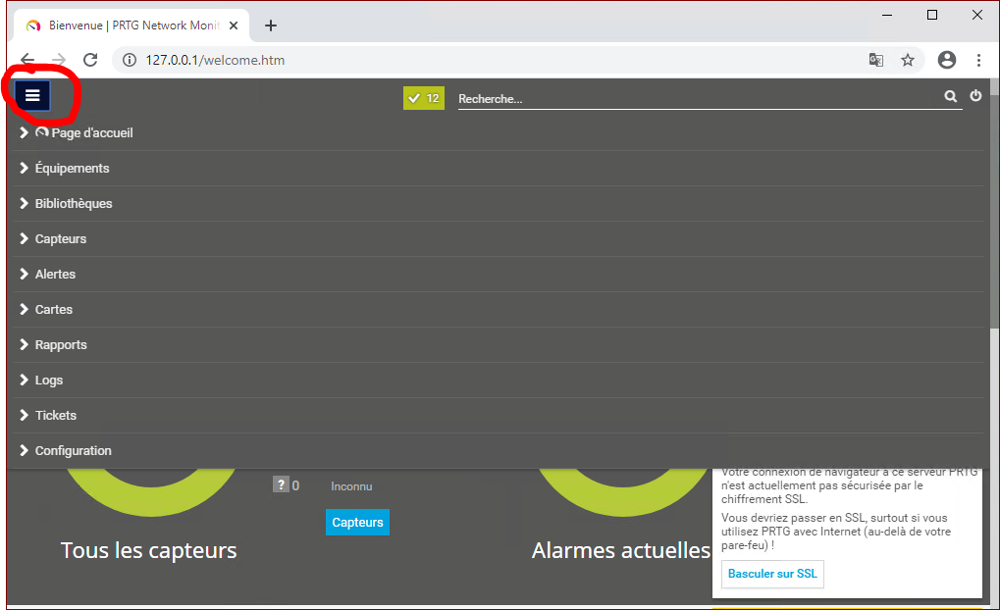 Bienvenue | PRTG Network Monit
127.0.0.1/welcome.htm
12
Recherche...
Page d'accueil
Équipements
Bibliothèques
Capteurs
Alertes
Cartes
Rapports
Logs
Tickets
Configuration
? 0 Inconnu
Capteurs
Tous les capteurs
Alarmes actuelles
Votre connexion de navigateur à ce serveur PRTG
n'est actuellement pas sécurisée par le
chiffrement SSL.
Vous devriez passer en SSL, surtout si vous
utilisez PRTG avec Internet (au-delà de votre
pare-feu) !
Basculer sur SSL